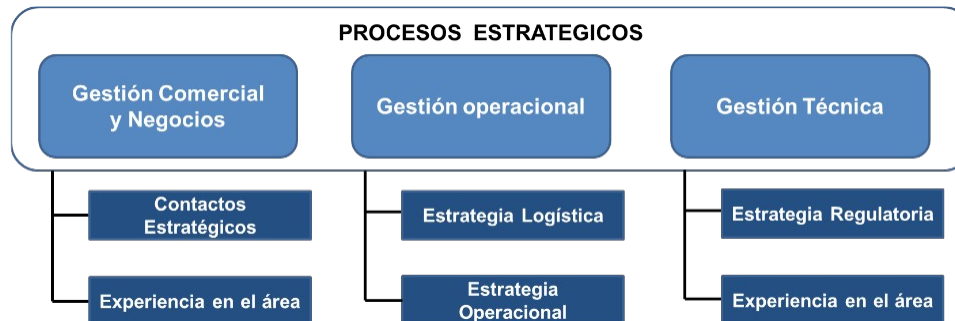 PROCESOS ESTRATEGICOS
Gestión Comercial
y Negocios
Gestión operacional
Gestión Técnica
Contactos
Estratégicos
Estrategia Logística
Estrategia Regulatoria
Experiencia en el área
Estrategia
Operacional
Experiencia en el área